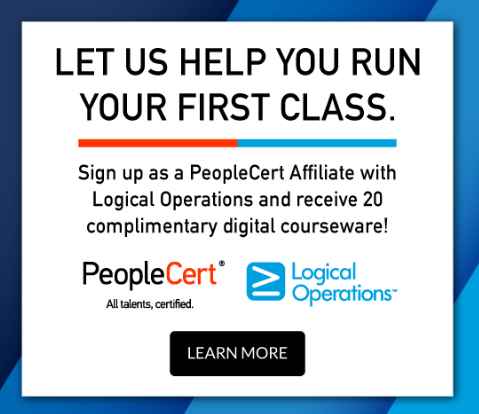 LET US HELP YOU RUN
YOUR FIRST CLASS.
Sign up as a PeopleCert Affiliate with
Logical Operations and receive 20
complimentary digital courseware!
PeopleCert®
All talents, certified.
Logical
Operations™
LEARN MORE